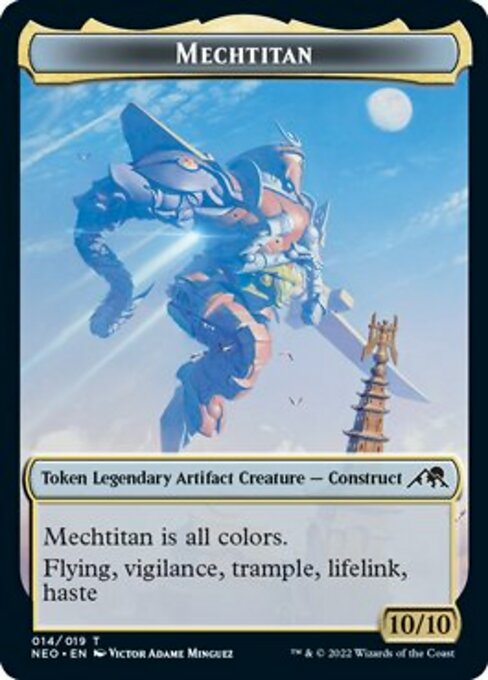 Mechtitan
Token Legendary Artifact Creature — Construct
Mechtitan is all colors.
Flying, vigilance, trample, lifelink,
haste
10/10
014/019 T
NEO • EN Victor Adame Minguez
™ & © 2022 Wizards of the Coast